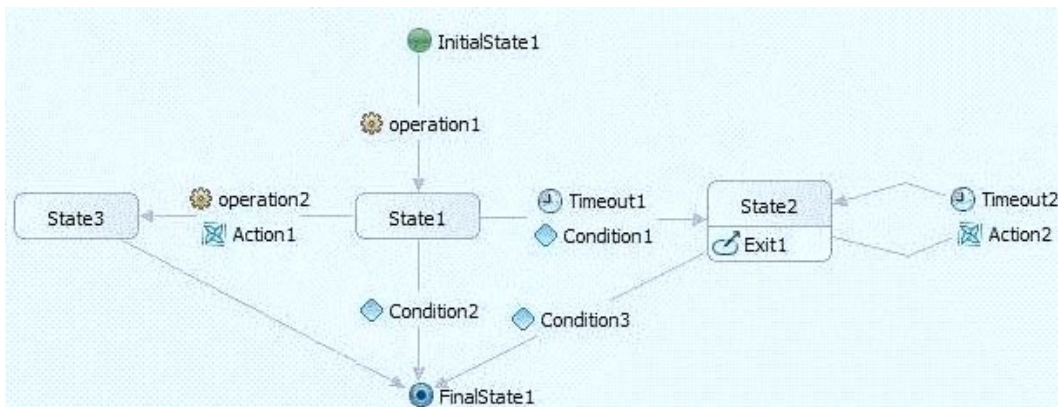 InitialState1
operation1
operation2
Timeout1
Timeout2
State3
State1
State2
Action1
Condition1
Exit1
Action2
Condition2
Condition3
FinalState1